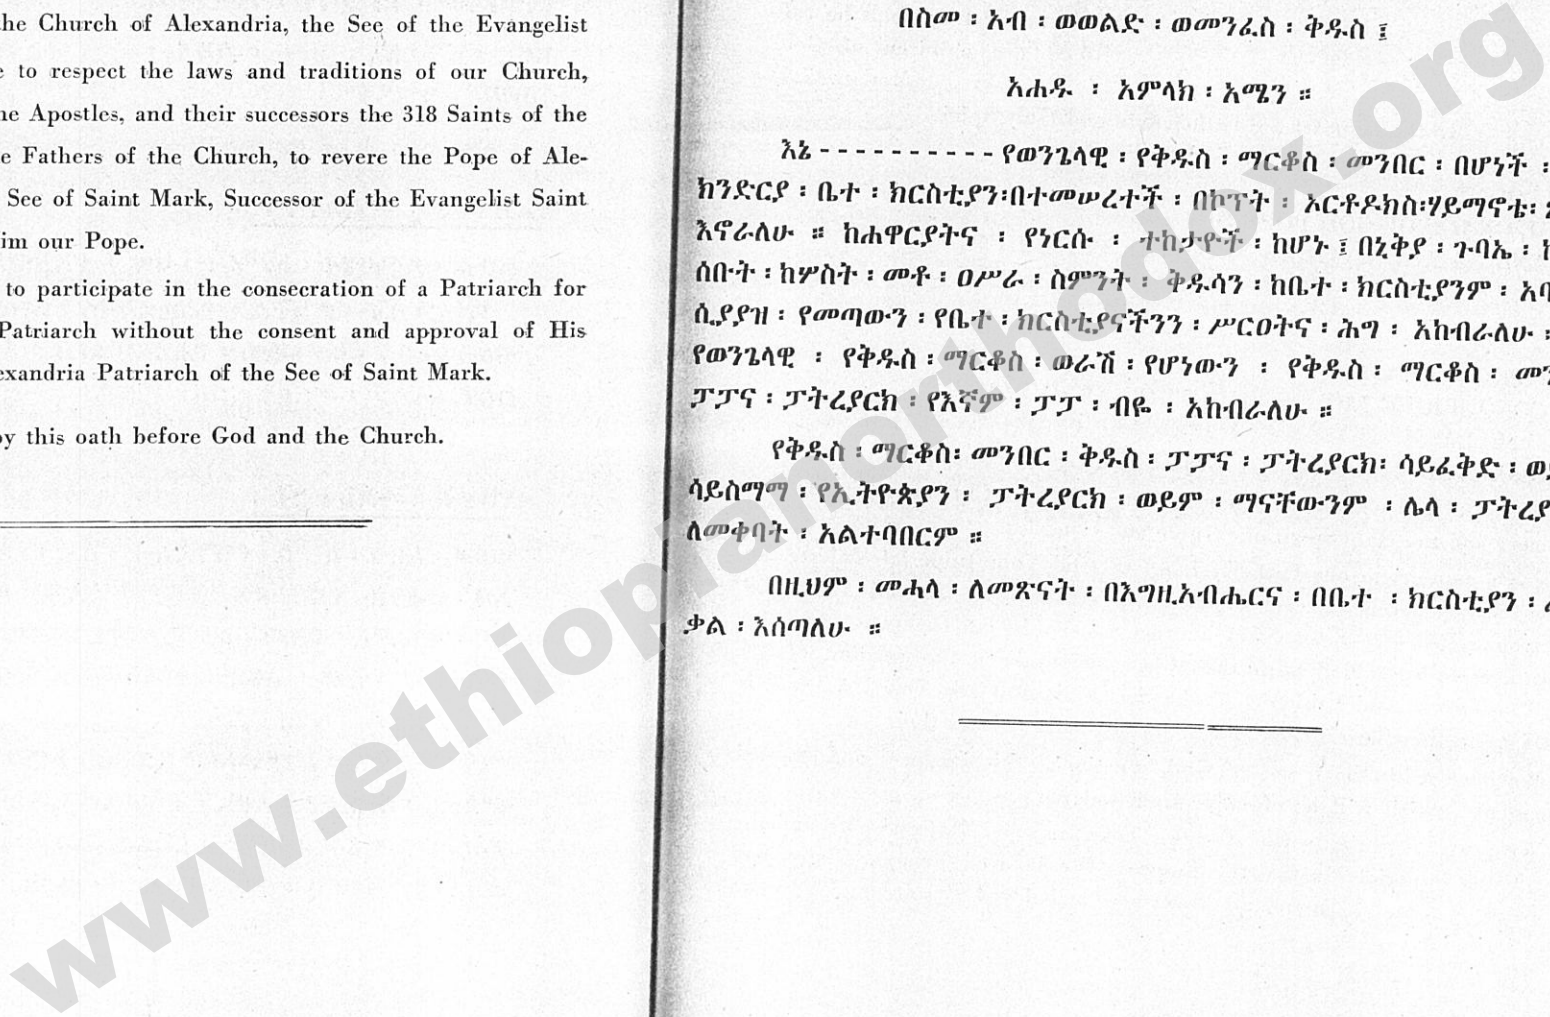 the Church of Alexandria, the See of the Evangelist
to respect the laws and traditions of our Church,
Apostles, and their successors the 318 Saints of the
Fathers of the Church, to revere the Pope of Ale-
See of Saint Mark, Successor of the Evangelist Saint
our Pope.
to participate in the consecration of a Patriarch for
Patriarch without the consent and approval of His
Patriarch of the See of Saint Mark.
this oath before God and the Church.
በስመ ፡ አብ ፡ ወወልድ ፡ ወመንፈስ ፡ ቅዱስ ፤
አሐዱ ፡ አምላክ ፡ አሜን ።
እኔ - - - - - - - - - - የወንጌላዊ ፡ የቅዱስ ፡ ማርቆስ ፡ መንበር ፡ በሆነች ፡
ክንድርያ ፡ ቤተ ፡ ክርስቲያን፡በተመሠረተች ፡ በኮፕት ፡ ኦርቶዶክስ፡ሃይማኖቴ፡
እኖራለሁ ። ከሐዋርያትና ፡ የነርሱ ፡ ተከታዮች ፡ ከሆኑ ፤ በኒቅያ ፡ ጉባኤ ፡
ሰቡት ፡ ከሦስት ፡ መቶ ፡ ዐሥራ ፡ ስምንት ፡ ቅዱሳን ፡ ከቤተ ፡ ክርስቲያንም ፡
ሲያያዝ ፡ የመጣውን ፡ የቤተ ፡ ክርስቲያናችንን ፡ ሥርዐትና ፡ ሕግ ፡ አከብራለሁ ።
የወንጌላዊ ፡ የቅዱስ ፡ ማርቆስ ፡ ወራሽ ፡ የሆነውን ፡ የቅዱስ ፡ ማርቆስ ፡
ፓፓና ፡ ፓትረያርክ ፡ የእኛም ፡ ፓፓ ፡ ብዬ ፡ አከብራለሁ ።
የቅዱስ ፡ ማርቆስ፡ መንበር ፡ ቅዱስ ፡ ፓፓና ፡ ፓትረያርክ፡ ሳይፈቅድ ፡
ሳይስማማ ፡ የኢትዮጵያን ፡ ፓትረያርክ ፡ ወይም ፡ ማናቸውንም ፡ ሌላ ፡ ፓትረያ
ለመቀባት ፡ አልተባበርም ።
በዚህም ፡ መሐላ ፡ ለመጽናት ፡ በእግዚአብሔርና ፡ በቤተ ፡ ክርስቲያን ፡
ቃል ፡ እሰጣለሁ ።
www.ethiopianorthodox.org